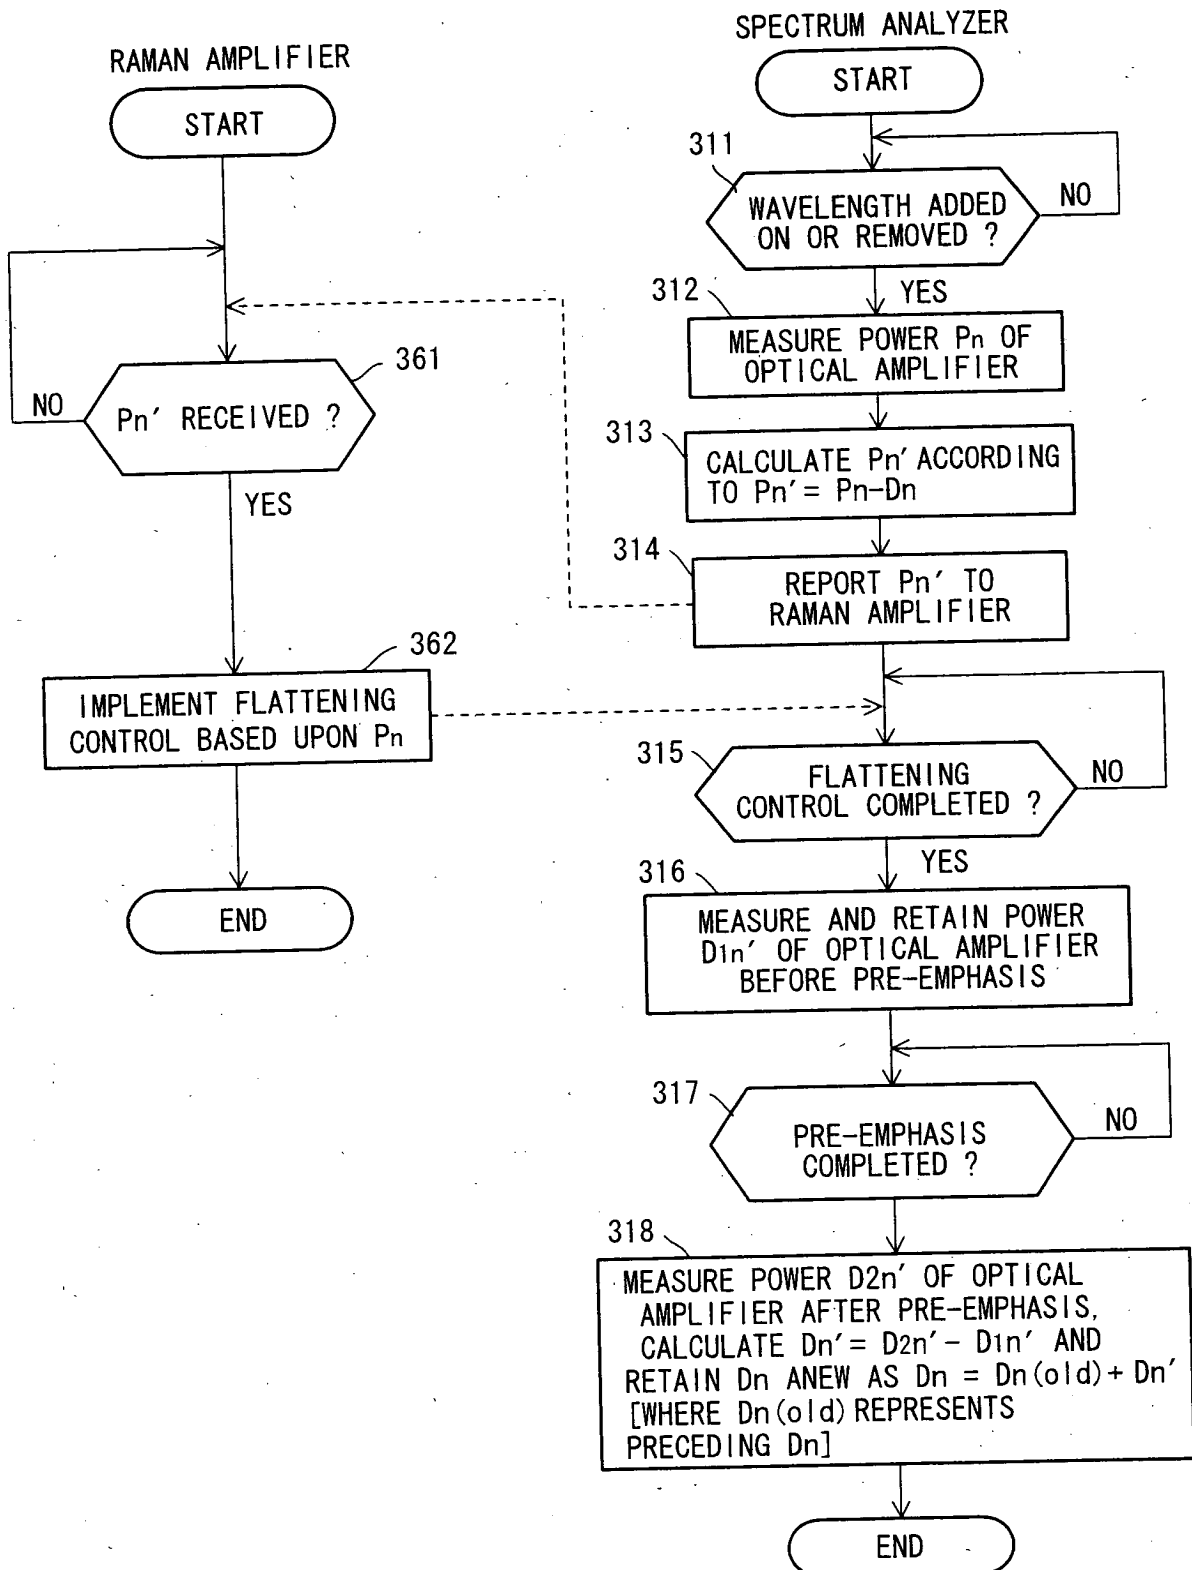 RAMAN AMPLIFIER
START
Pn′ RECEIVED ?
361
NO
YES
362
IMPLEMENT FLATTENING
CONTROL BASED UPON Pn
END
SPECTRUM ANALYZER
START
311
WAVELENGTH ADDED
ON OR REMOVED ?
NO
YES
312
MEASURE POWER Pn OF
OPTICAL AMPLIFIER
313
CALCULATE Pn′ ACCORDING
TO Pn′ = Pn-Dn
314
REPORT Pn′ TO
RAMAN AMPLIFIER
315
FLATTENING
CONTROL COMPLETED ?
NO
YES
316
MEASURE AND RETAIN POWER
D1n′ OF OPTICAL AMPLIFIER
BEFORE PRE-EMPHASIS
317
PRE-EMPHASIS
COMPLETED ?
NO
318
MEASURE POWER D2n′ OF OPTICAL
AMPLIFIER AFTER PRE-EMPHASIS,
CALCULATE Dn′ = D2n′ - D1n′ AND
RETAIN Dn ANEW AS Dn = Dn(old) + Dn′
[WHERE Dn(old) REPRESENTS
PRECEDING Dn]
END